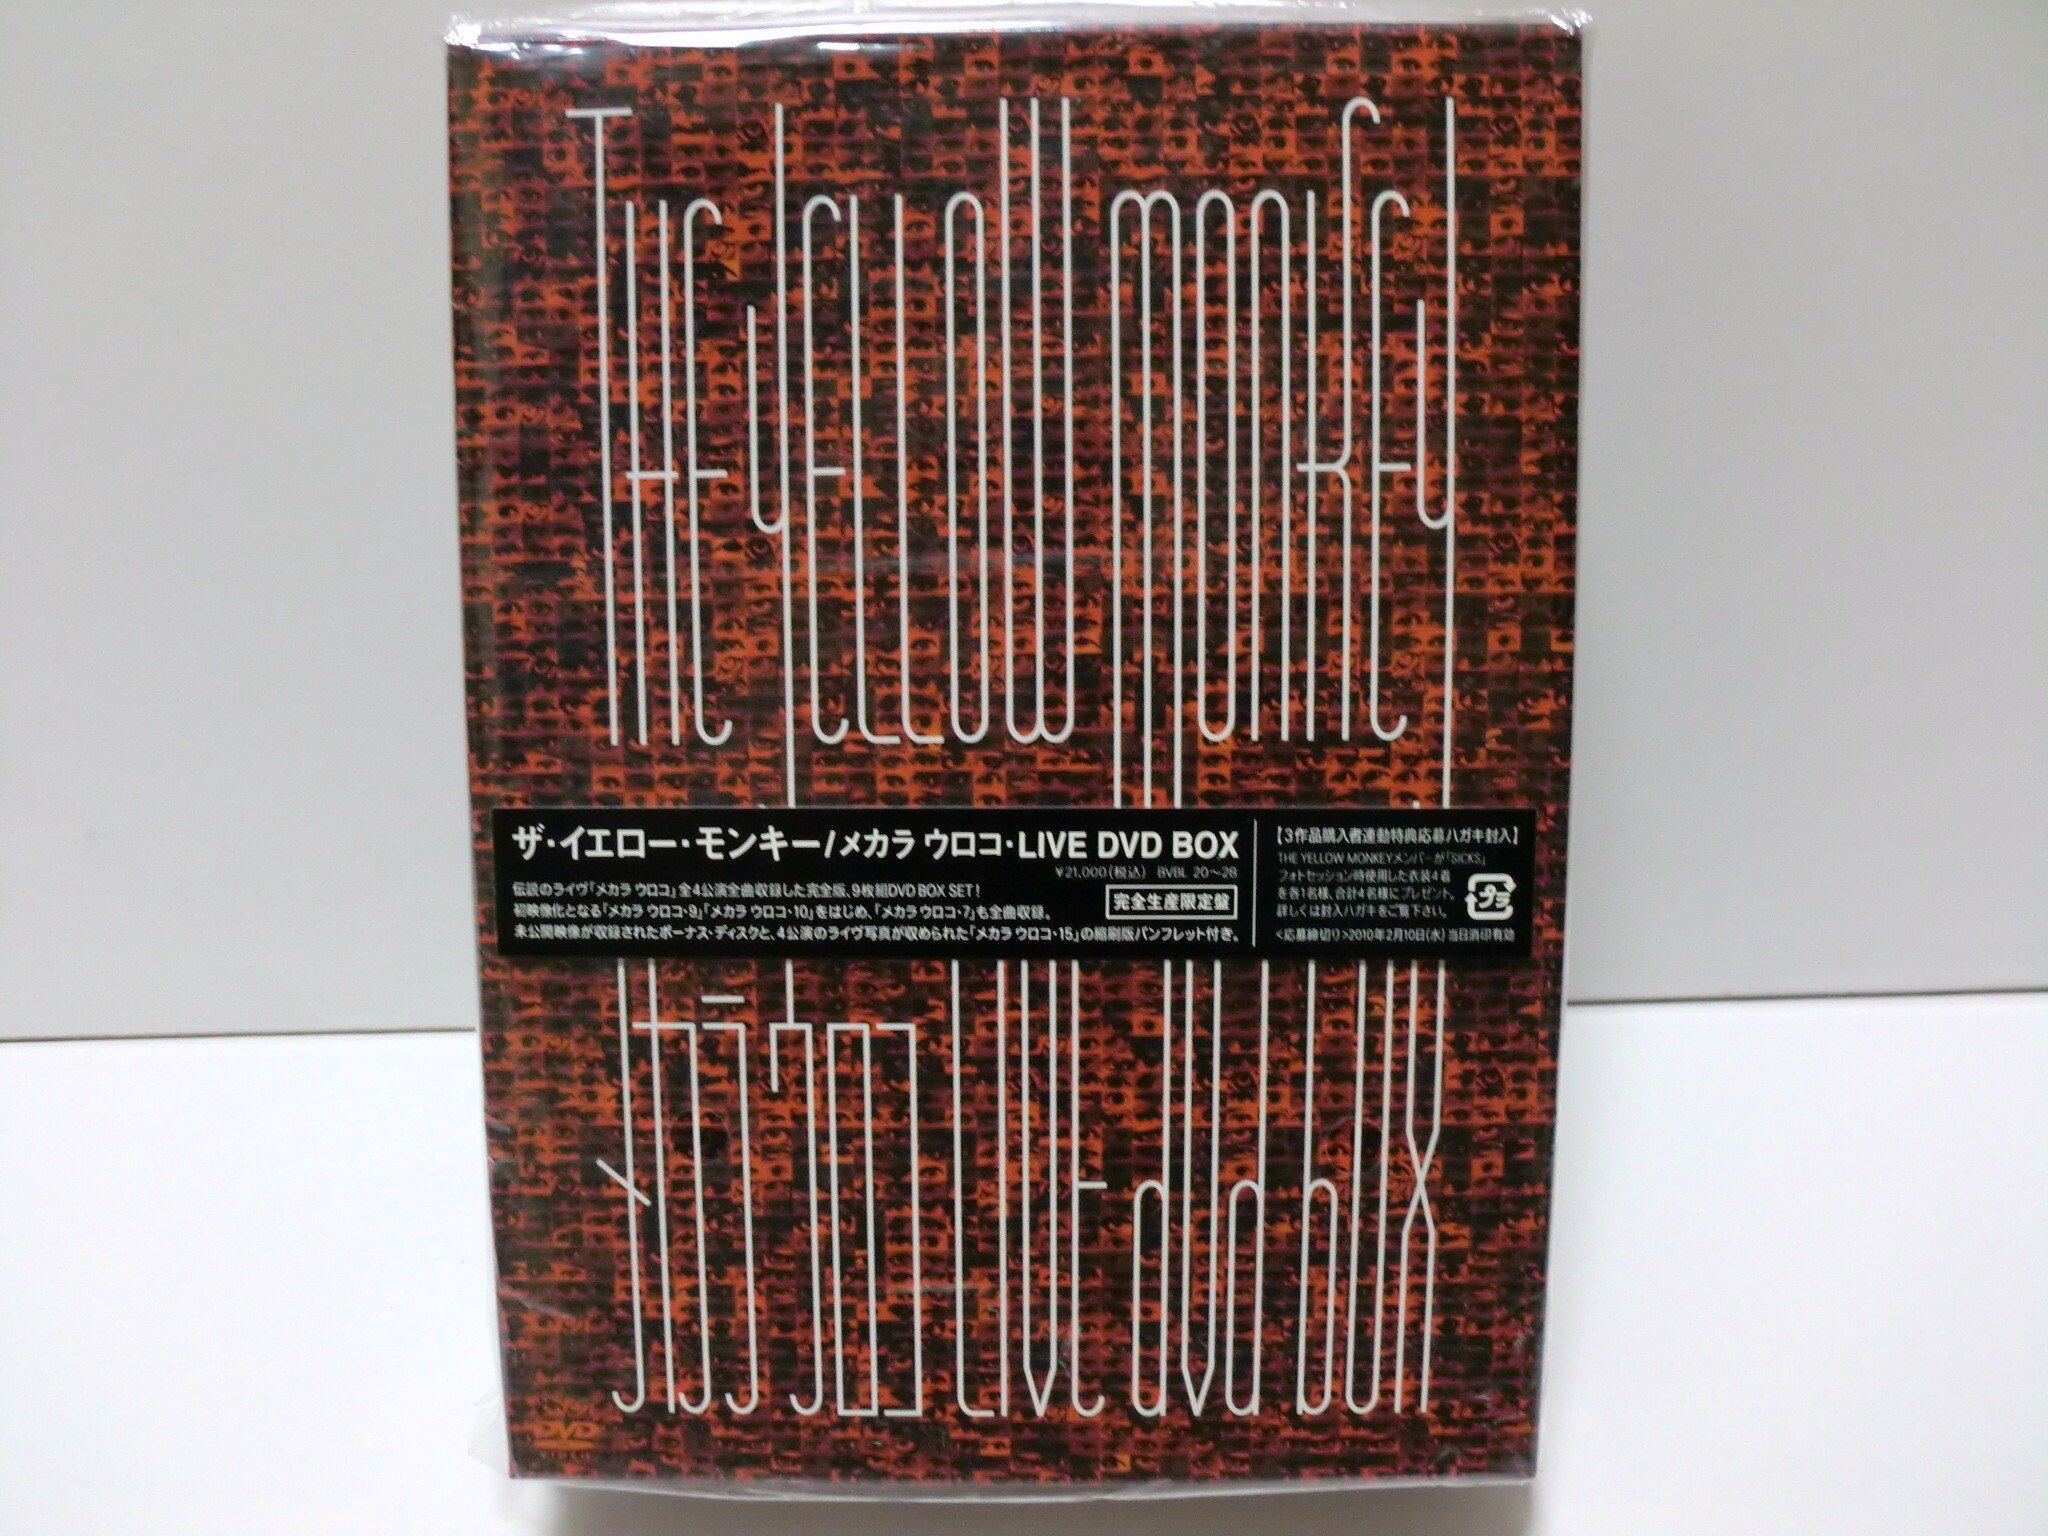 THE YELLOW MONKEY
ザ・イエロー・モンキー/メカラ ウロコ・LIVE DVD BOX
¥21,000(税込) BVBL 20〜28
伝説のライヴ「メカラ ウロコ」全4公演全曲収録した完全版、9枚組DVD BOX SET!
完全生産限定盤
初映像化となる「メカラ ウロコ・9」「メカラ ウロコ・10」をはじめ、「メカラ ウロコ・7」も全曲収録。
未公開映像が収録されたボーナス・ディスクと、4公演のライヴ写真が収められた「メカラ ウロコ・15」の縮刷版パンフレット付き。
【3作品購入者連動特典応募ハガキ封入】
THE YELLOW MONKEYメンバーが「SICKS」
フォトセッション時使用した衣装4着
を各1名様、合計4名様にプレゼント。
詳しくは封入ハガキをご覧下さい。
<応募締切り>2010年2月10日(水)当日消印有効
プラ
メカラ ウロコ LIVE dvd box
DVD
VIDEO